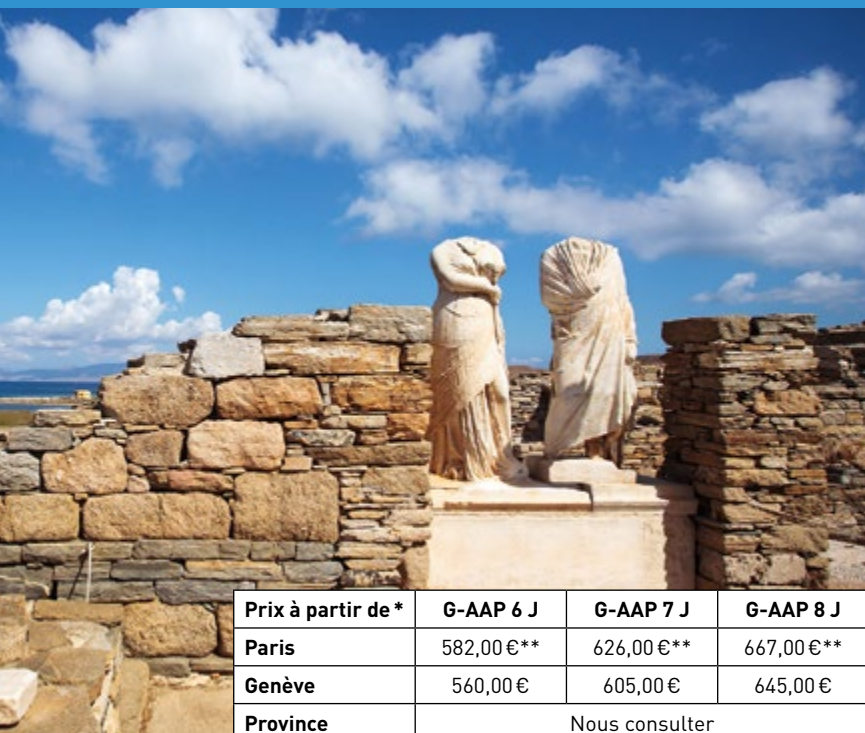 Prix à partir de * G-AAP 6 J G-AAP 7 J G-AAP 8 J
Paris 582,00 €** 626,00 €** 667,00 €**
Genève 560,00 € 605,00 € 645,00 €
Province Nous consulter